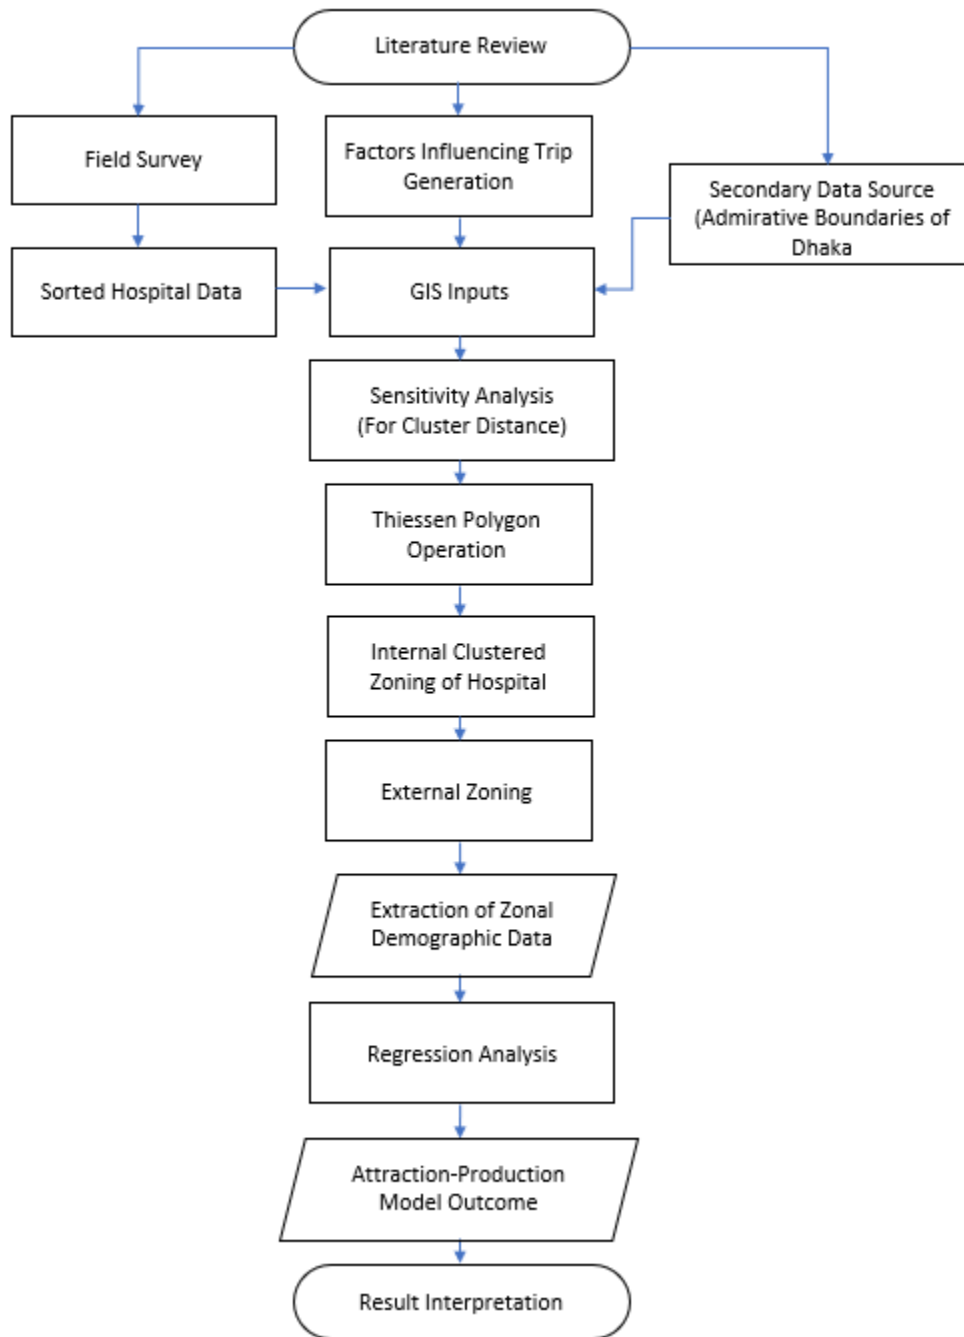 Literature Review
Field Survey
Factors Influencing Trip
Generation
Secondary Data Source
(Admirative Boundaries of
Dhaka
Sorted Hospital Data
GIS Inputs
Sensitivity Analysis
(For Cluster Distance)
Thiessen Polygon
Operation
Internal Clustered
Zoning of Hospital
External Zoning
Extraction of Zonal
Demographic Data
Regression Analysis
Attraction-Production
Model Outcome
Result Interpretation